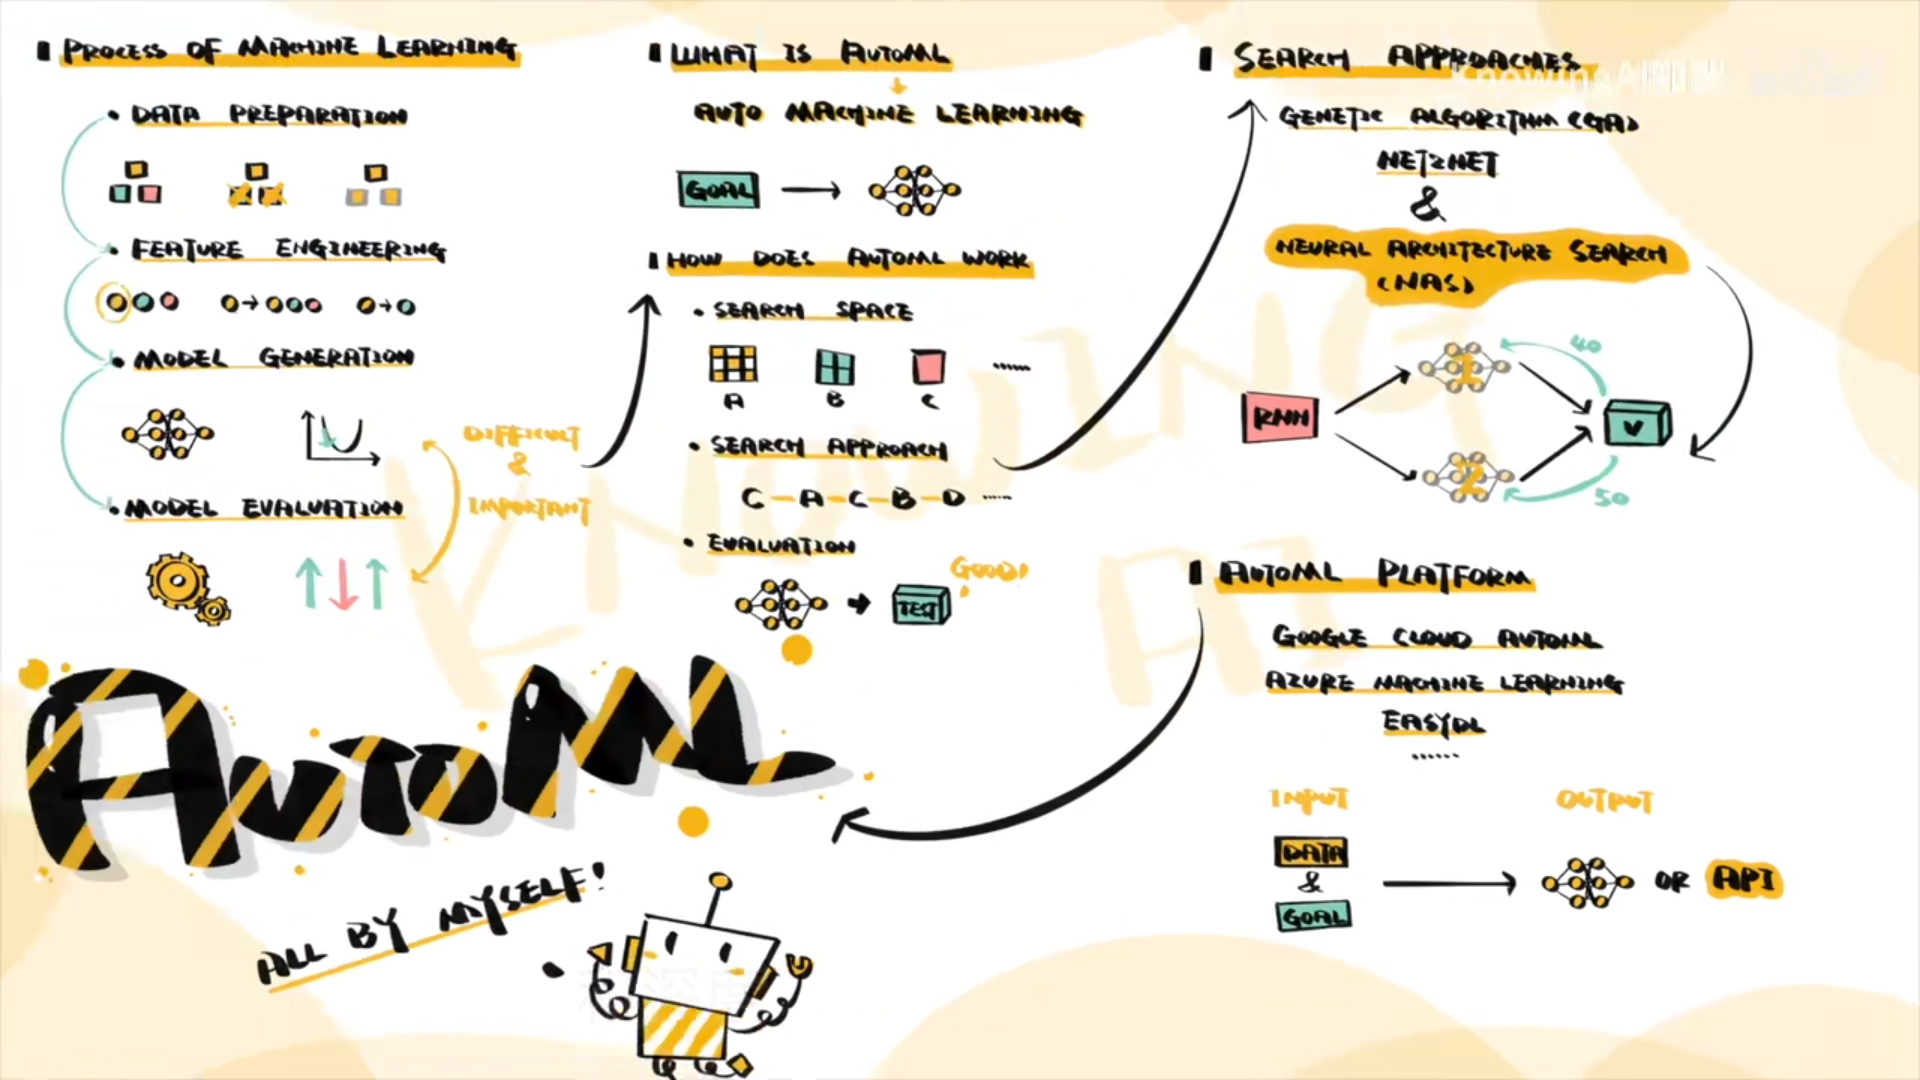 PROCESS OF MACHINE LEARNING
• DATA PREPARATION
• FEATURE ENGINEERING
• MODEL GENERATION
DIFFICULT
&
IMPORTANT
• MODEL EVALUATION
WHAT IS AUTOML
AUTO MACHINE LEARNING
GOAL
HOW DOES AUTOML WORK
• SEARCH SPACE
A B C ......
• SEARCH APPROACH
C - A - C - B - D ......
• EVALUATION
GOOD!
TEST
SEARCH APPROACHES
KnowingAI
GENETIC ALGORITHM (GA)
NET2NET
&
NEURAL ARCHITECTURE SEARCH
(NAS)
RNN
1
40
2
50
V
AUTOML PLATFORM
GOOGLE CLOUD AUTOML
AZURE MACHINE LEARNING
EASYDL
......
INPUT OUTPUT
DATA
&
GOAL
OR API
AUTOML
ALL BY MYSELF!
KNOWING
AI